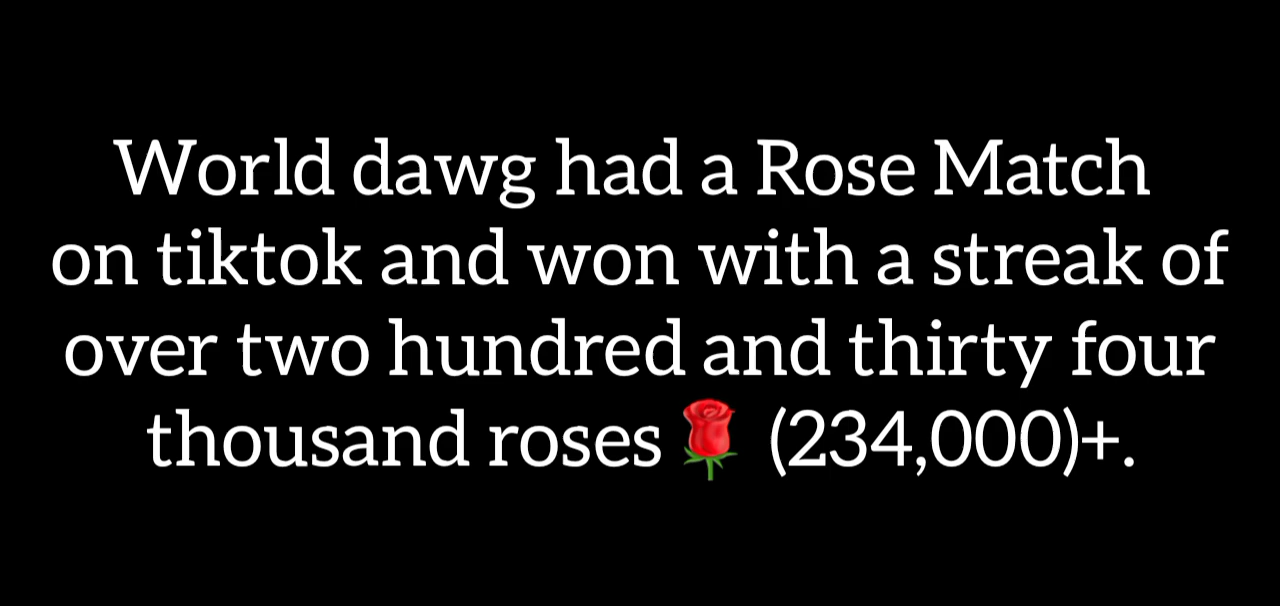 World dawg had a Rose Match
on tiktok and won with a streak of
over two hundred and thirty four
thousand roses🌹 (234,000)+.